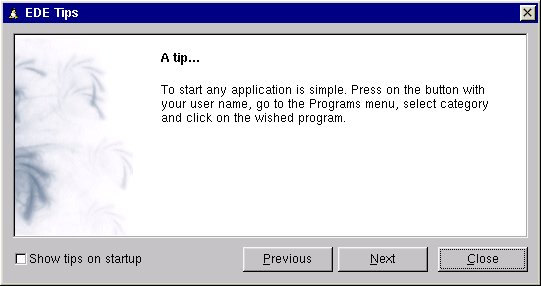 EDE Tips
A tip...
To start any application is simple. Press on the button with
your user name, go to the Programs menu, select category
and click on the wished program.
Show tips on startup
Previous
Next
Close